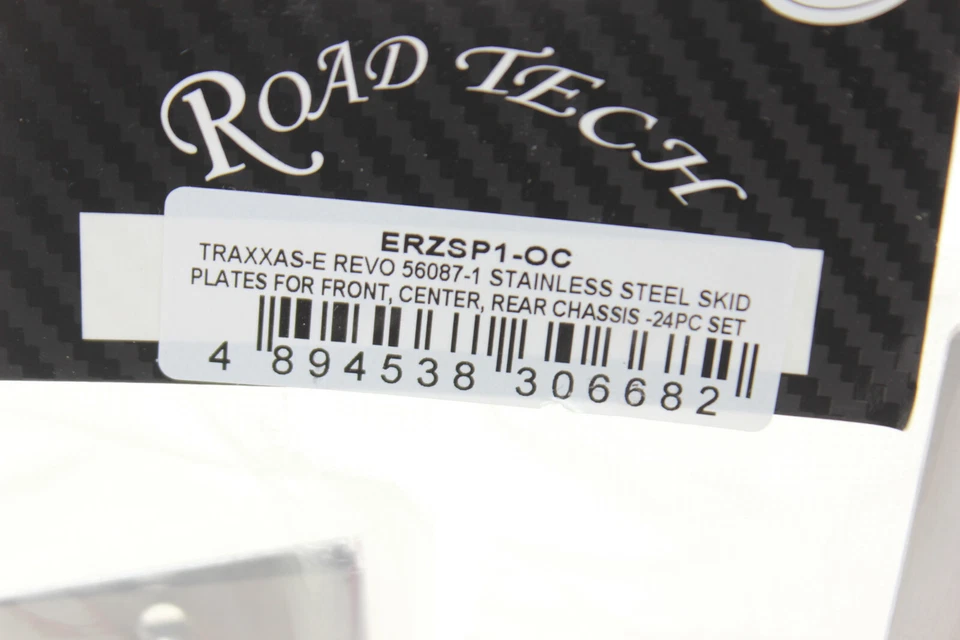 ROAD TECH
ERZSP1-OC
TRAXXAS-E REVO 56087-1 STAINLESS STEEL SKID
PLATES FOR FRONT, CENTER, REAR CHASSIS -24PC SET
4 894538 306682